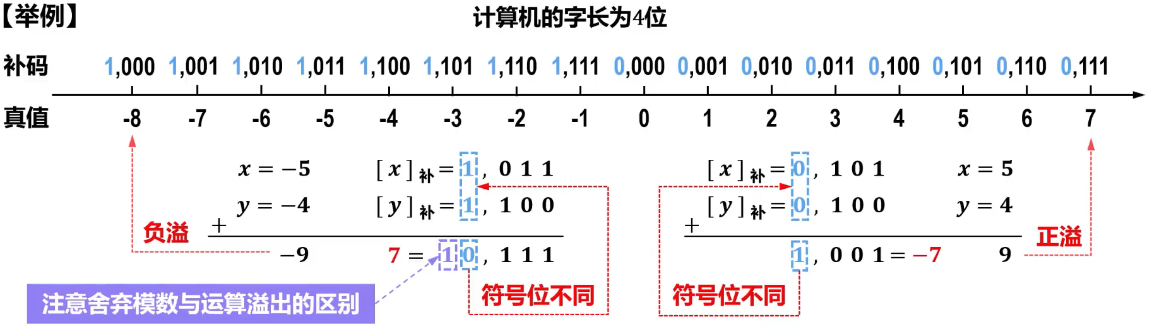 【举例】 计算机的字长为4位
补码 1,000 1,001 1,010 1,011 1,100 1,101 1,110 1,111 0,000 0,001 0,010 0,011 0,100 0,101 0,110 0,111
真值 -8 -7 -6 -5 -4 -3 -2 -1 0 1 2 3 4 5 6 7
x = −5 [ x ]补= 1 , 0 1 1 [ x ]补= 0 , 1 0 1 x = 5
y = −4 [ y ]补= 1 , 1 0 0 [ y ]补= 0 , 1 0 0 y = 4
负溢 + + 正溢
−9 7 = 1 0 , 1 1 1 1 , 0 0 1 = −7 9
注意舍弃模数与运算溢出的区别 符号位不同 符号位不同